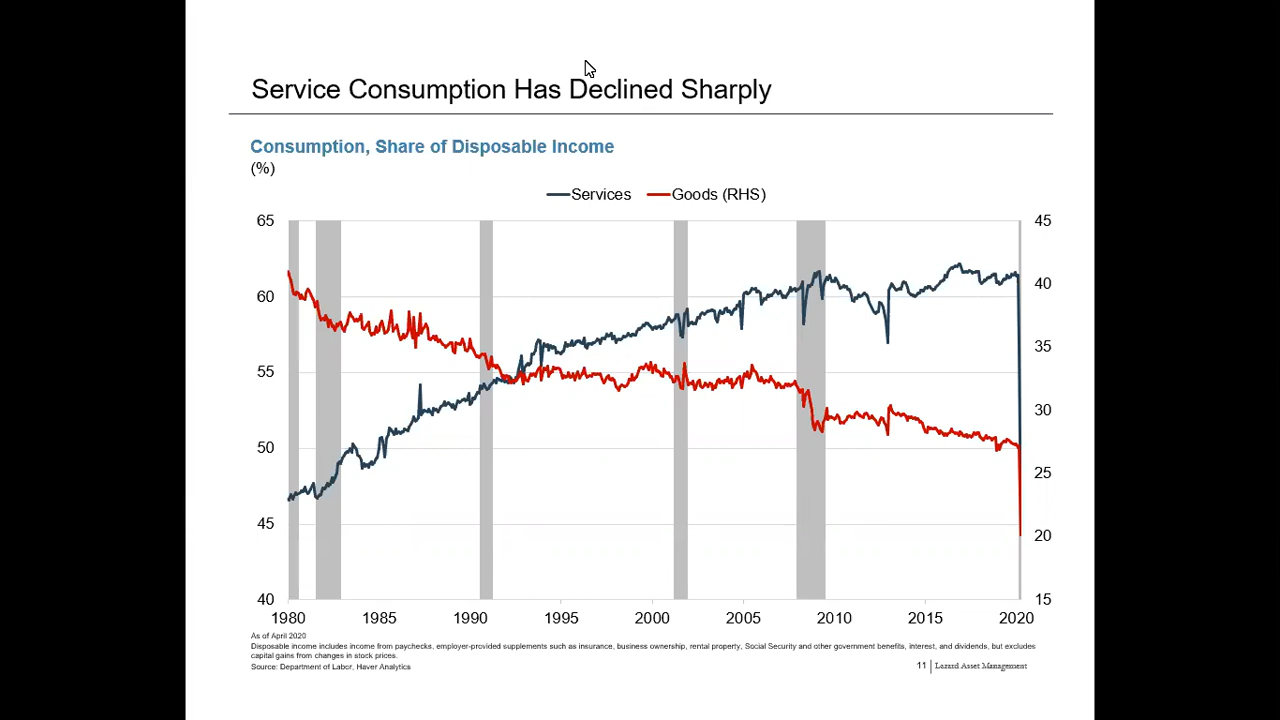 Service Consumption Has Declined Sharply
Consumption, Share of Disposable Income
(%)
Services Goods (RHS)
65 45
60 40
55 35
50 30
45 25
40 20
15
1980 1985 1990 1995 2000 2005 2010 2015 2020
As of April 2020
Disposable income includes income from paychecks, employer-provided supplements such as insurance, business ownership, rental property, Social Security and other government benefits, interest, and dividends, but excludes
capital gains from changes in stock prices.
Source: Department of Labor, Haver Analytics
11 Lazard Asset Management